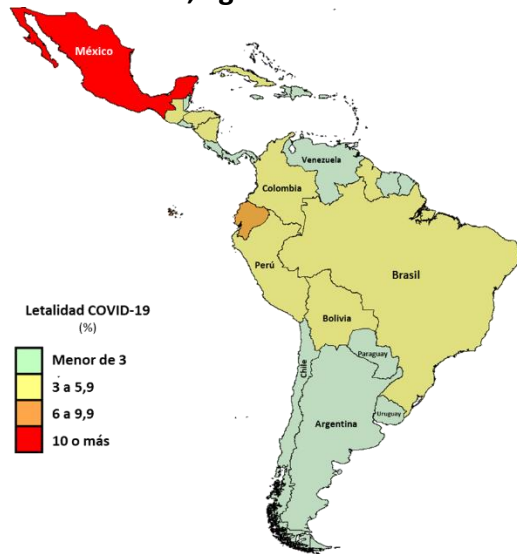 México
Venezuela
Colombia
Perú
Brasil
Bolivia
Paraguay
Chile
Uruguay
Argentina
Letalidad COVID-19
(%)
Menor de 3
3 a 5,9
6 a 9,9
10 o más